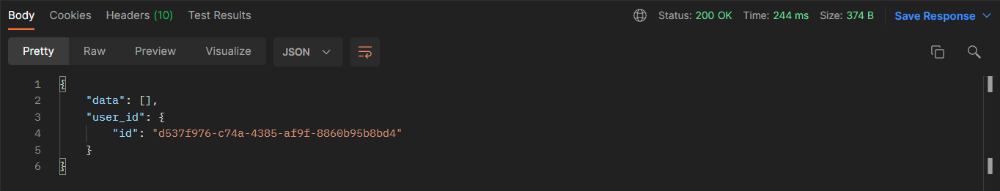 Body Cookies Headers (10) Test Results Status: 200 OK Time: 244 ms Size: 374 B Save Response
Pretty Raw Preview Visualize JSON
1 {
2 "data": [],
3 "user_id": {
4 "id": "d537f976-c74a-4385-af9f-8860b95b8bd4"
5 }
6 }